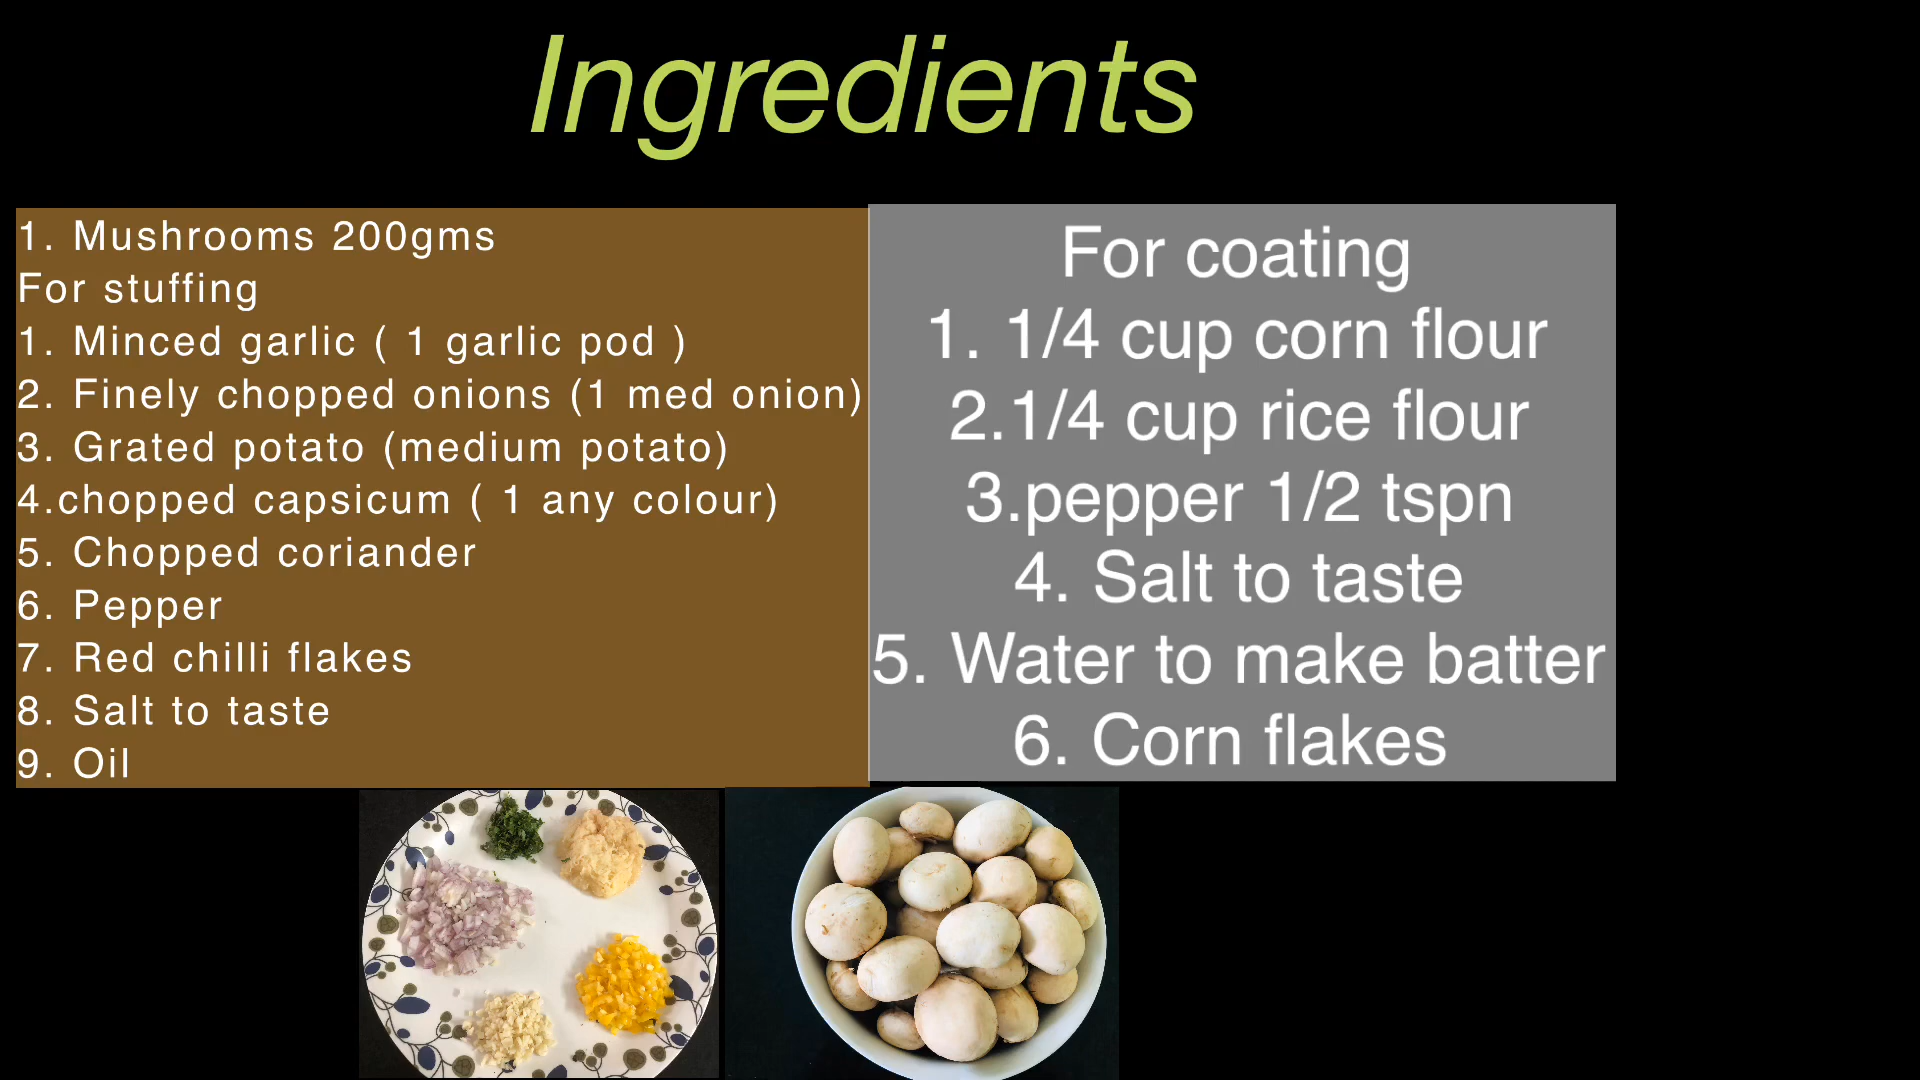 Ingredients
1. Mushrooms 200gms
For stuffing
1. Minced garlic ( 1 garlic pod )
2. Finely chopped onions (1 med onion)
3. Grated potato (medium potato)
4.chopped capsicum ( 1 any colour)
5. Chopped coriander
6. Pepper
7. Red chilli flakes
8. Salt to taste
9. Oil
For coating
1. 1/4 cup corn flour
2.1/4 cup rice flour
3.pepper 1/2 tspn
4. Salt to taste
5. Water to make batter
6. Corn flakes